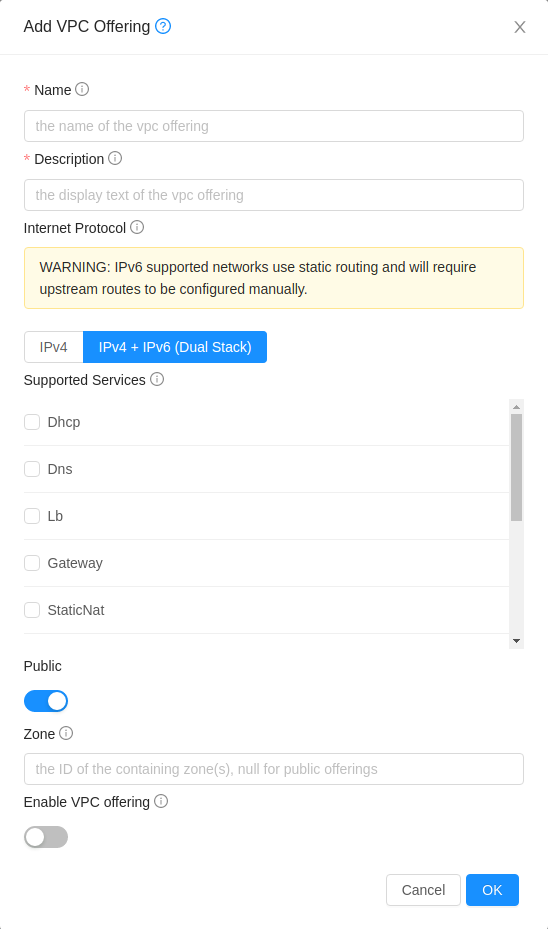 Add VPC Offering
* Name
the name of the vpc offering
* Description
the display text of the vpc offering
Internet Protocol
WARNING: IPv6 supported networks use static routing and will require
upstream routes to be configured manually.
IPv4 IPv4 + IPv6 (Dual Stack)
Supported Services
Dhcp
Dns
Lb
Gateway
StaticNat
Public
Zone
the ID of the containing zone(s), null for public offerings
Enable VPC offering
Cancel OK